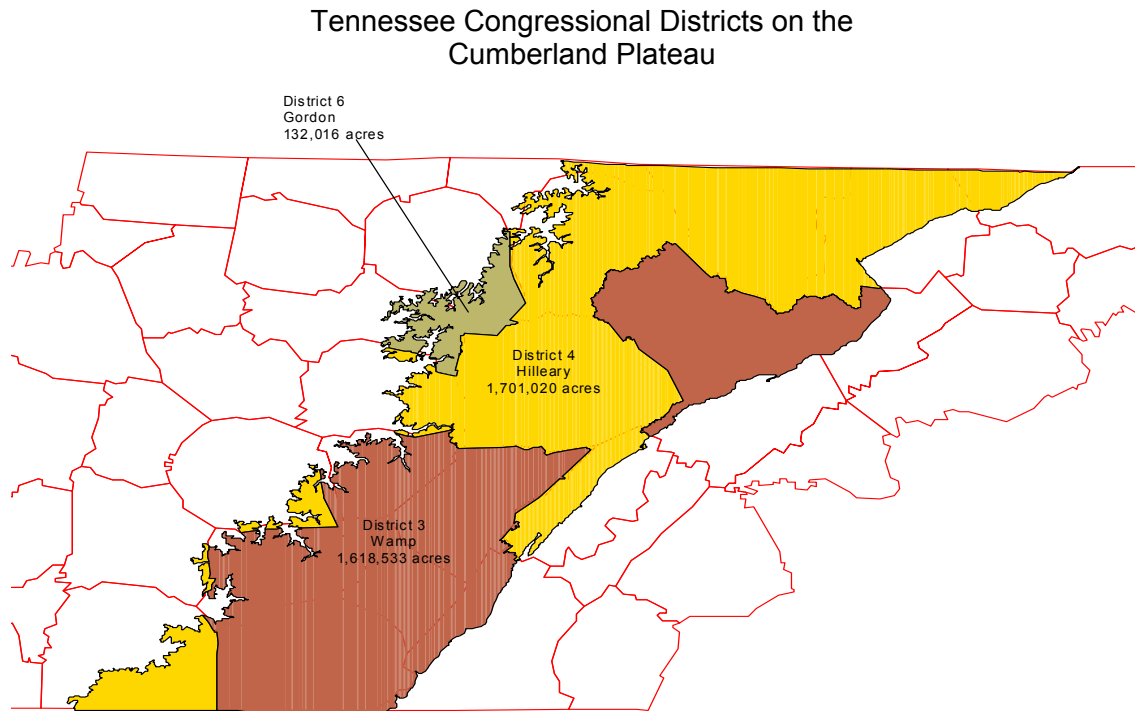 Tennessee Congressional Districts on the
Cumberland Plateau
District 6
Gordon
132,016 acres
District 4
Hilleary
1,701,020 acres
District 3
Wamp
1,618,533 acres